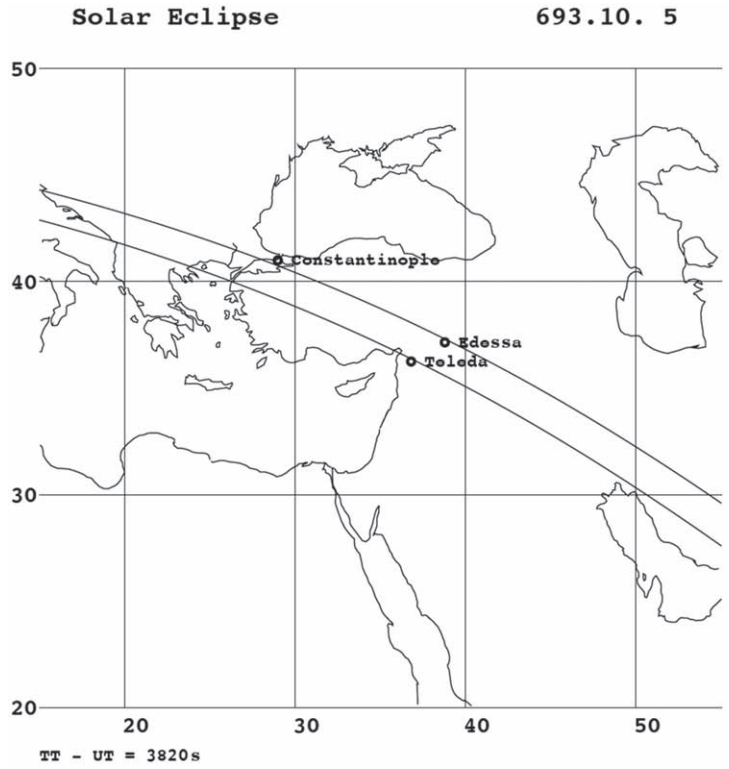 Solar Eclipse 693.10. 5
50
Constantinople
40
Edessa
Toleda
30
20
20 30 40 50
TT - UT = 3820s